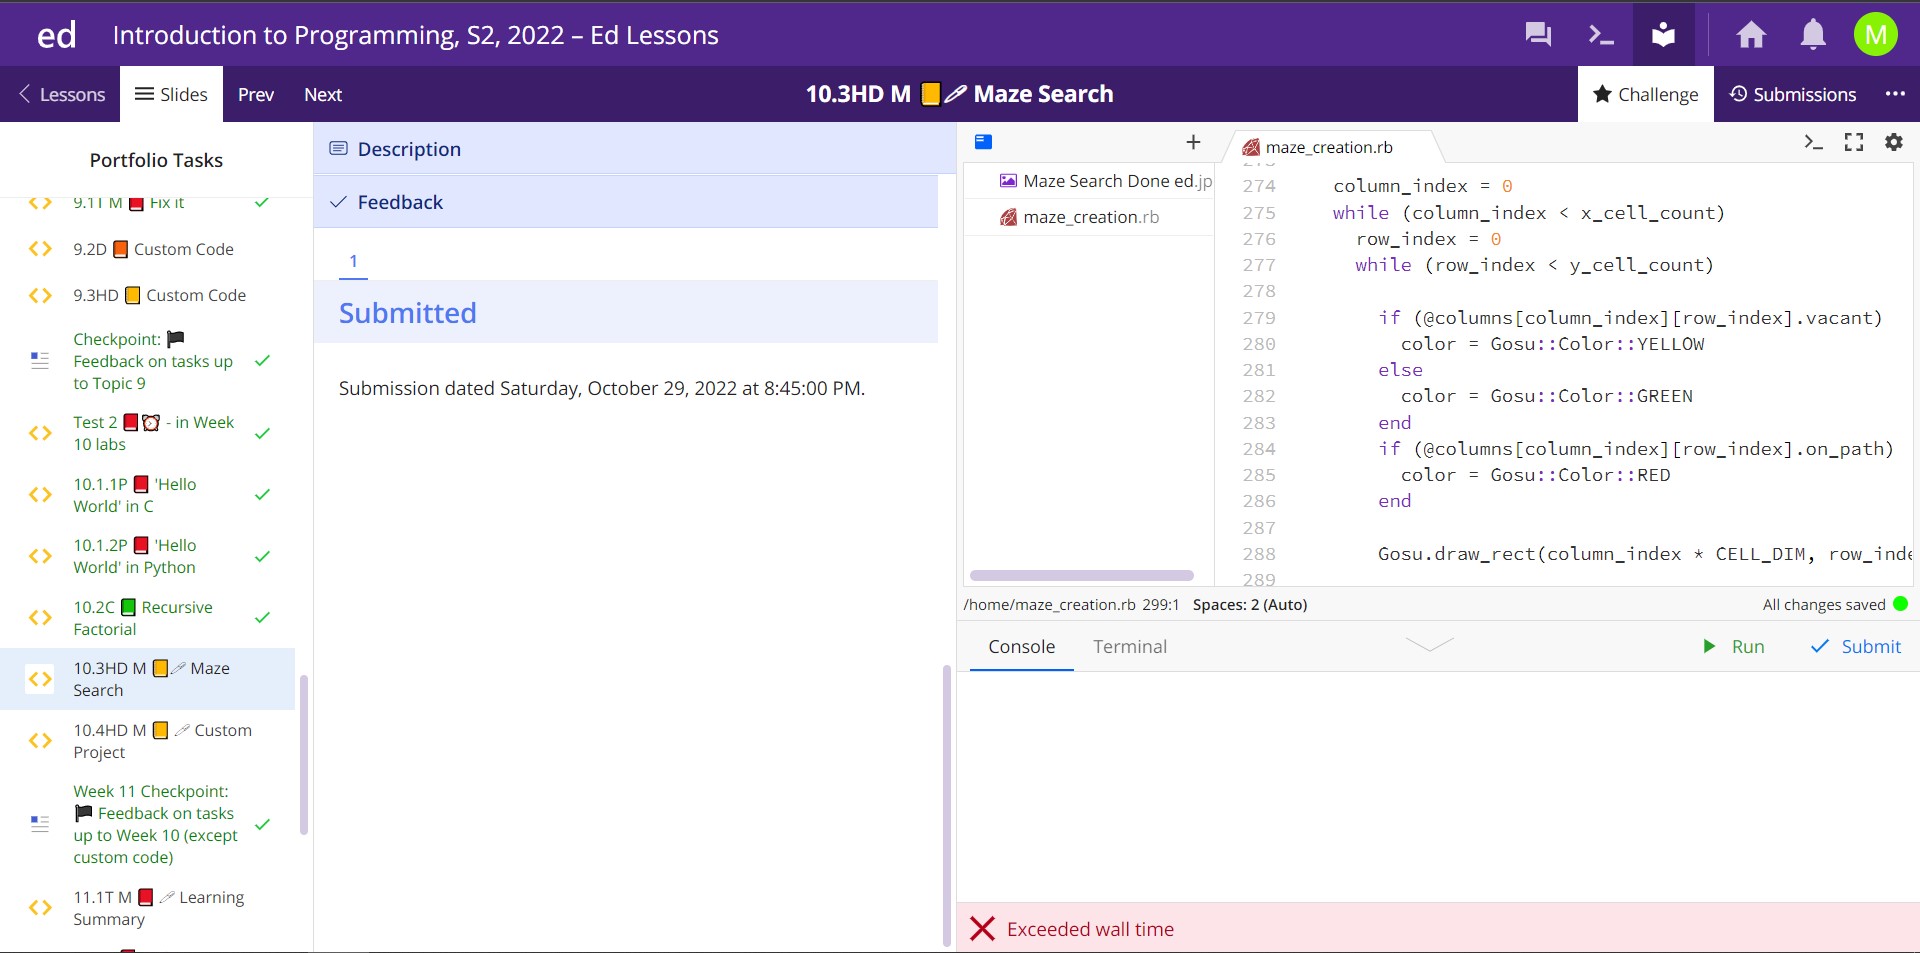 ed Introduction to Programming, S2, 2022 – Ed Lessons M
Lessons Slides Prev Next 10.3HD M 📒🖊 Maze Search Challenge Submissions
Portfolio Tasks
9.1T M 📕 Fix it
9.2D 📙 Custom Code
9.3HD 📒 Custom Code
Checkpoint: 🏴
Feedback on tasks up
to Topic 9
Test 2 📕⏰ - in Week
10 labs
10.1.1P 📕 'Hello
World' in C
10.1.2P 📕 'Hello
World' in Python
10.2C 📗 Recursive
Factorial
10.3HD M 📒🖊 Maze
Search
10.4HD M 📒 🖊 Custom
Project
Week 11 Checkpoint:
🏴 Feedback on tasks
up to Week 10 (except
custom code)
11.1T M 📕 🖊 Learning
Summary
Description
Feedback
1
Submitted
Submission dated Saturday, October 29, 2022 at 8:45:00 PM.
Maze Search Done ed.jp
maze_creation.rb
maze_creation.rb
274 column_index = 0
275 while (column_index < x_cell_count)
276 row_index = 0
277 while (row_index < y_cell_count)
278
279 if (@columns[column_index][row_index].vacant)
280 color = Gosu::Color::YELLOW
281 else
282 color = Gosu::Color::GREEN
283 end
284 if (@columns[column_index][row_index].on_path)
285 color = Gosu::Color::RED
286 end
287
288 Gosu.draw_rect(column_index * CELL_DIM, row_inde
289
/home/maze_creation.rb 299:1 Spaces: 2 (Auto) All changes saved
Console Terminal Run Submit
Exceeded wall time